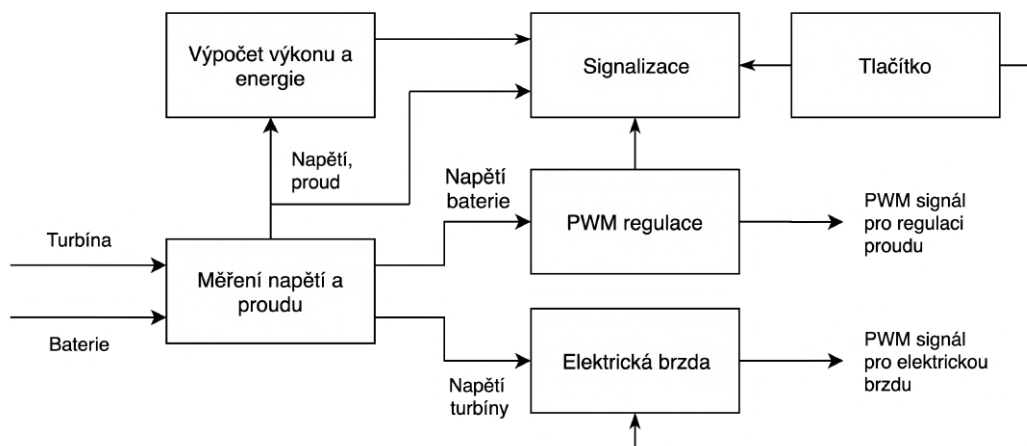 Výpočet výkonu a
energie
Signalizace
Tlačítko
Napětí,
proud
Napětí
baterie
PWM regulace
PWM signál
pro regulaci
proudu
Turbína
Měření napětí a
proudu
Baterie
Napětí
turbíny
Elektrická brzda
PWM signál
pro elektrickou
brzdu